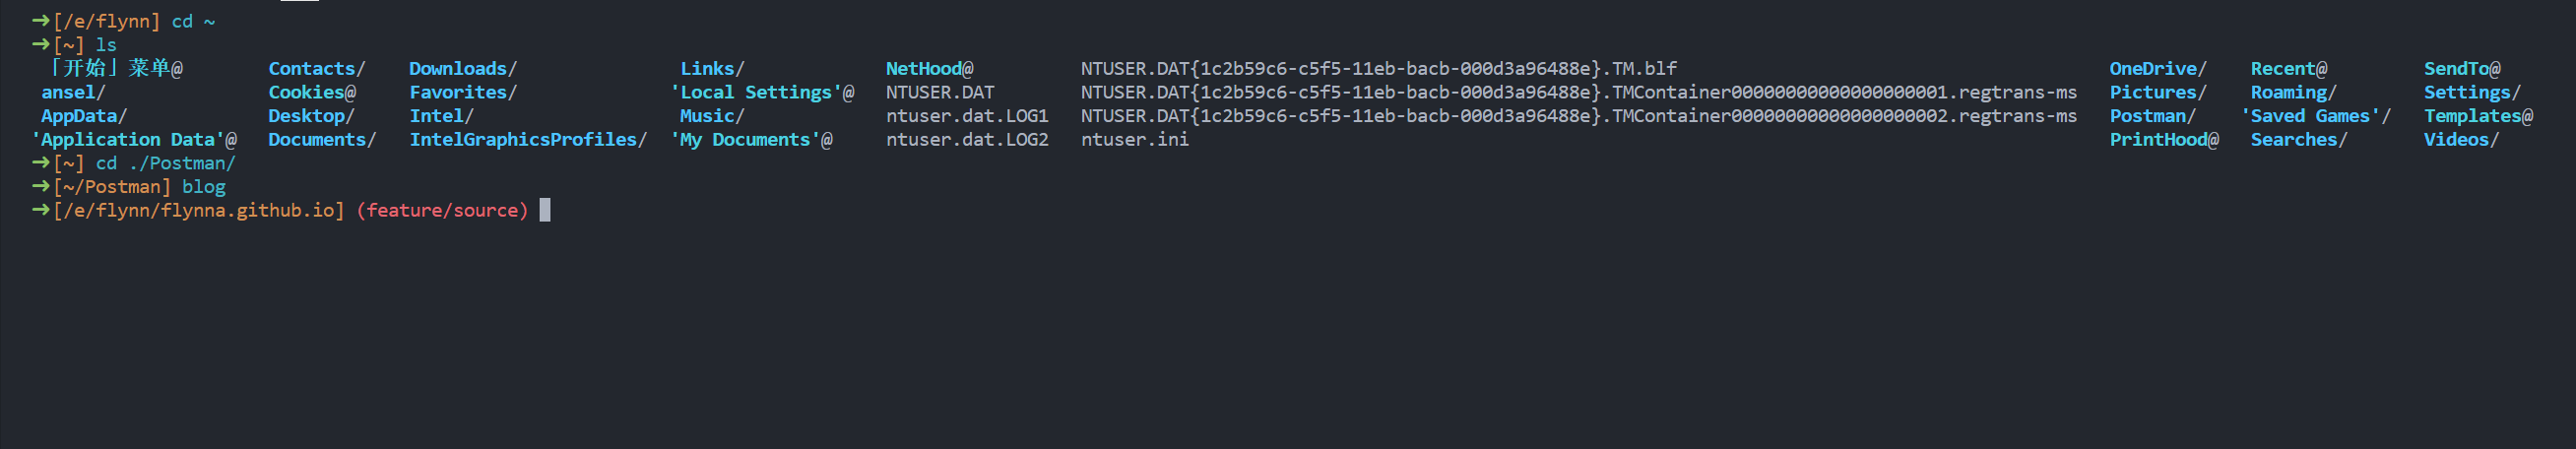 ➜[/e/flynn] cd ~
➜[~] ls
「开始」菜单@ Contacts/ Downloads/ Links/ NetHood@ NTUSER.DAT{1c2b59c6-c5f5-11eb-bacb-000d3a96488e}.TM.blf OneDrive/ Recent@ SendTo@
ansel/ Cookies@ Favorites/ 'Local Settings'@ NTUSER.DAT NTUSER.DAT{1c2b59c6-c5f5-11eb-bacb-000d3a96488e}.TMContainer00000000000000000001.regtrans-ms Pictures/ Roaming/ Settings/
AppData/ Desktop/ Intel/ Music/ ntuser.dat.LOG1 NTUSER.DAT{1c2b59c6-c5f5-11eb-bacb-000d3a96488e}.TMContainer00000000000000000002.regtrans-ms Postman/ 'Saved Games'/ Templates@
'Application Data'@ Documents/ IntelGraphicsProfiles/ 'My Documents'@ ntuser.dat.LOG2 ntuser.ini PrintHood@ Searches/ Videos/
➜[~] cd ./Postman/
➜[~/Postman] blog
➜[/e/flynn/flynna.github.io] (feature/source)